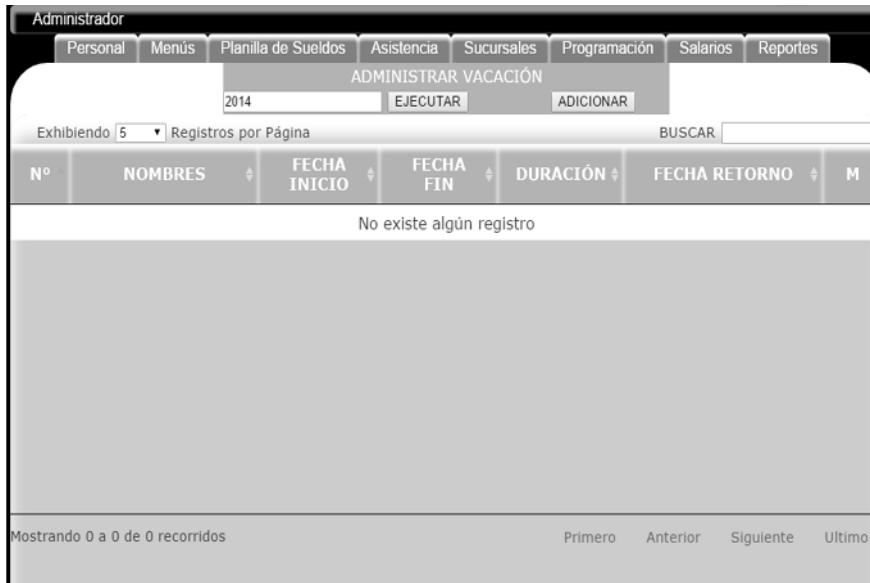 Administrador
Personal Menús Planilla de Sueldos Asistencia Sucursales Programación Salarios Reportes
ADMINISTRAR VACACIÓN
2014 EJECUTAR ADICIONAR
Exhibiendo 5 Registros por Página BUSCAR
Nº NOMBRES FECHA INICIO FECHA FIN DURACIÓN FECHA RETORNO M
No existe algún registro
Mostrando 0 a 0 de 0 recorridos Primero Anterior Siguiente Ultimo